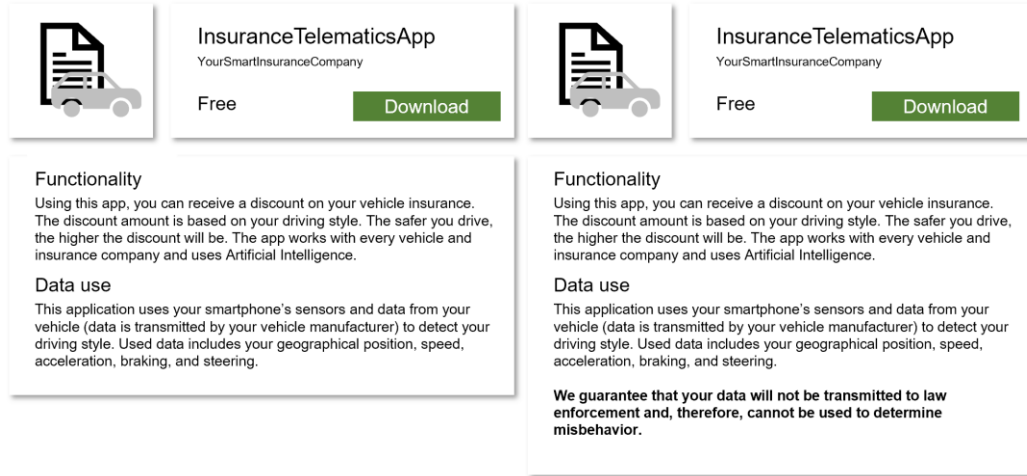 InsuranceTelematicsApp
YourSmartInsuranceCompany
Free
Download
Functionality
Using this app, you can receive a discount on your vehicle insurance.
The discount amount is based on your driving style. The safer you drive,
the higher the discount will be. The app works with every vehicle and
insurance company and uses Artificial Intelligence.
Data use
This application uses your smartphone’s sensors and data from your
vehicle (data is transmitted by your vehicle manufacturer) to detect your
driving style. Used data includes your geographical position, speed,
acceleration, braking, and steering.
InsuranceTelematicsApp
YourSmartInsuranceCompany
Free
Download
Functionality
Using this app, you can receive a discount on your vehicle insurance.
The discount amount is based on your driving style. The safer you drive,
the higher the discount will be. The app works with every vehicle and
insurance company and uses Artificial Intelligence.
Data use
This application uses your smartphone’s sensors and data from your
vehicle (data is transmitted by your vehicle manufacturer) to detect your
driving style. Used data includes your geographical position, speed,
acceleration, braking, and steering.
We guarantee that your data will not be transmitted to law
enforcement and, therefore, cannot be used to determine
misbehavior.